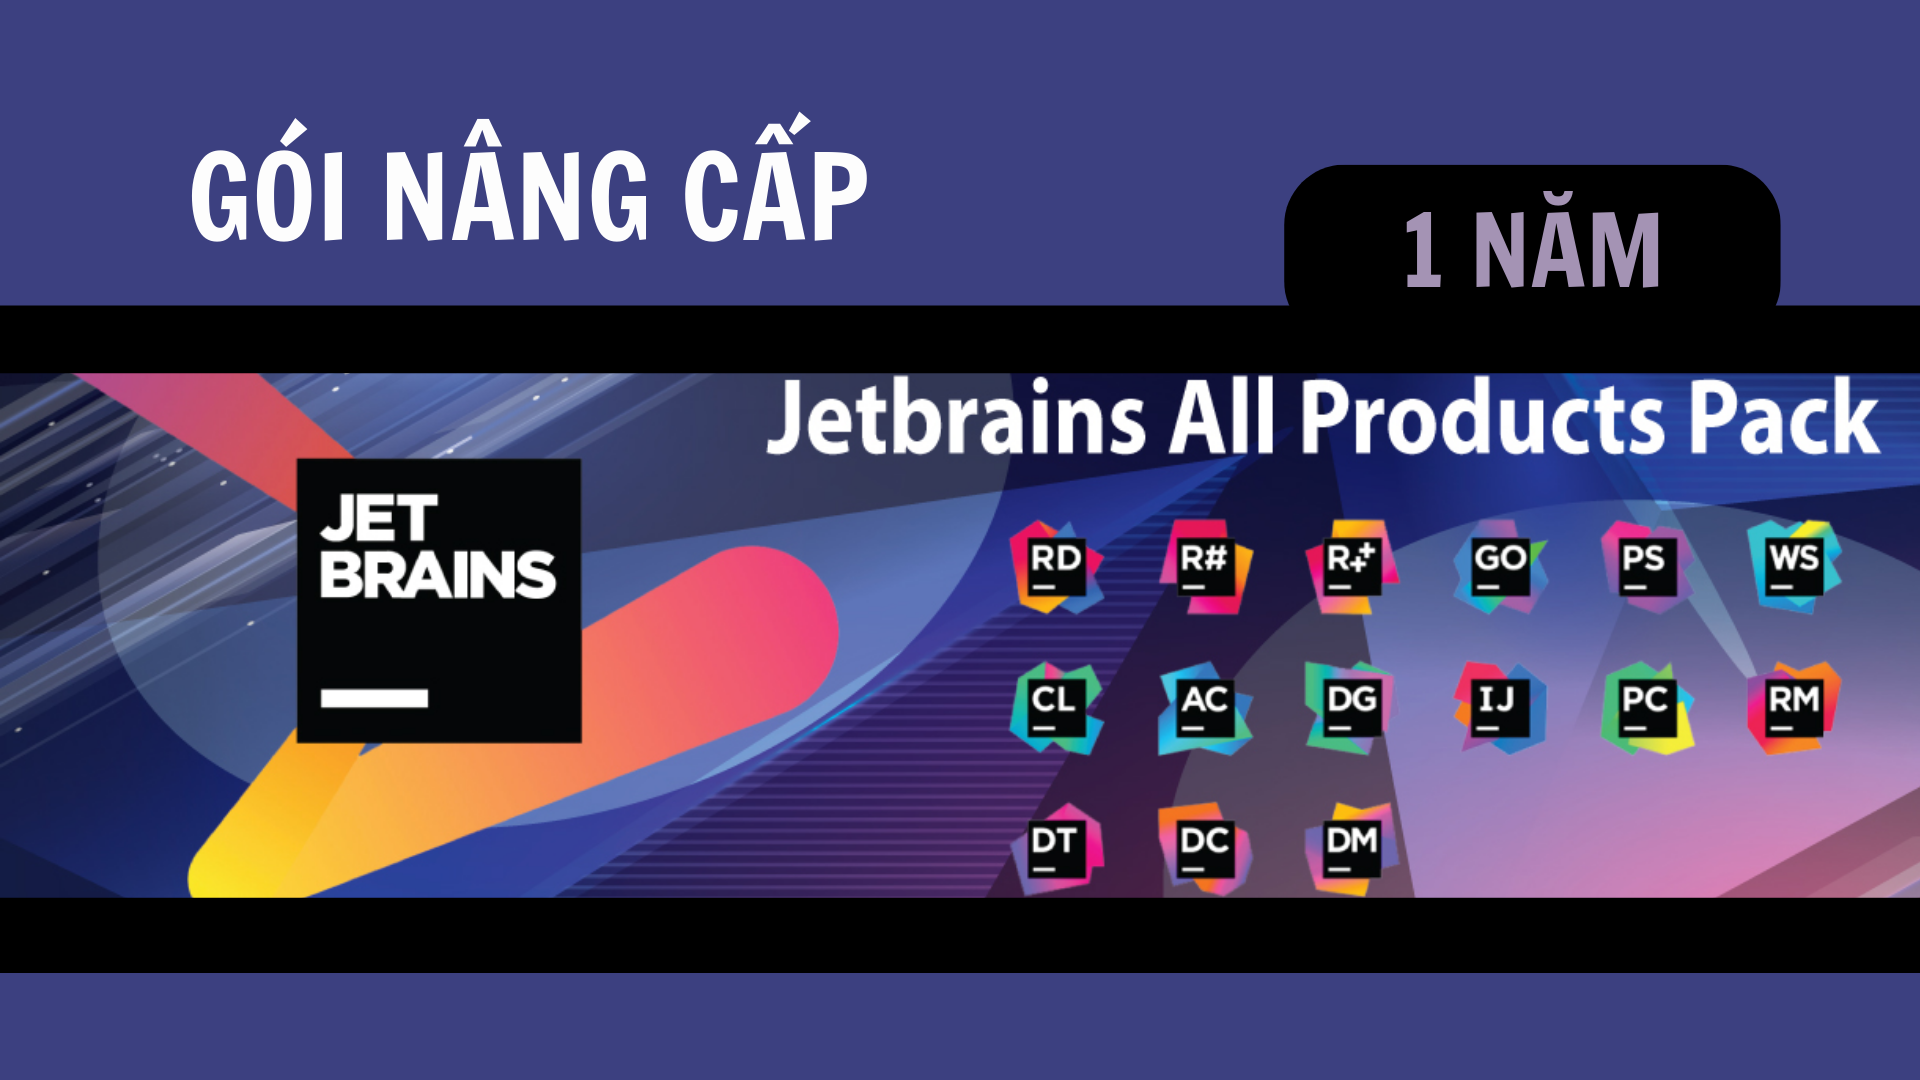 GÓI NÂNG CẤP
1 NĂM
Jetbrains All Products Pack
JET
BRAINS
RD R# R++ GO PS WS
CL AC DG IJ PC RM
DT DC DM